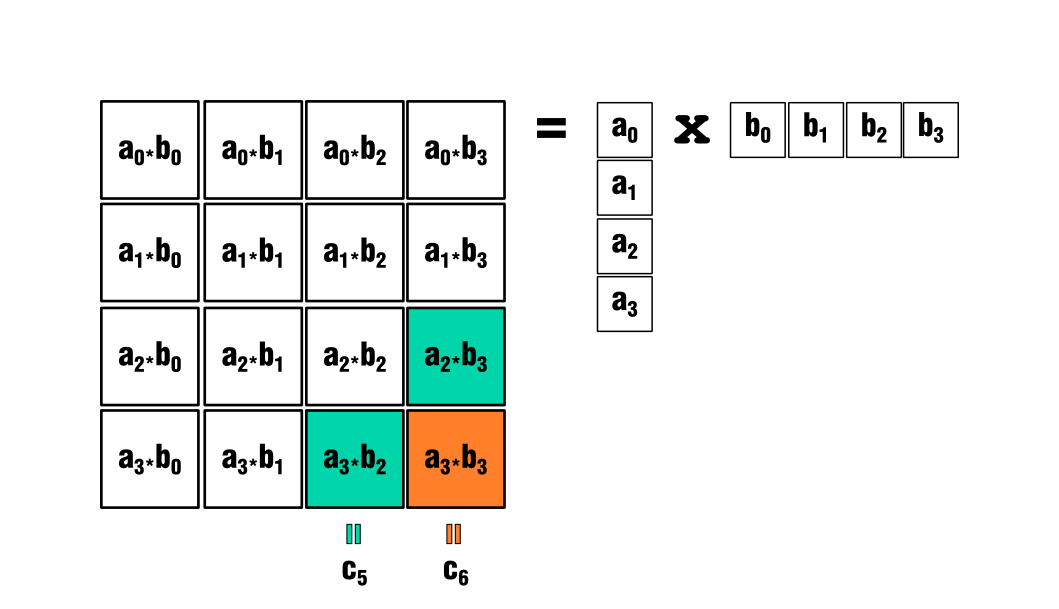 a₀*b₀ a₀*b₁ a₀*b₂ a₀*b₃ = a₀ x b₀ b₁ b₂ b₃
a₁
a₁*b₀ a₁*b₁ a₁*b₂ a₁*b₃ a₂
a₃
a₂*b₀ a₂*b₁ a₂*b₂ a₂*b₃
a₃*b₀ a₃*b₁ a₃*b₂ a₃*b₃
= =
c₅ c₆